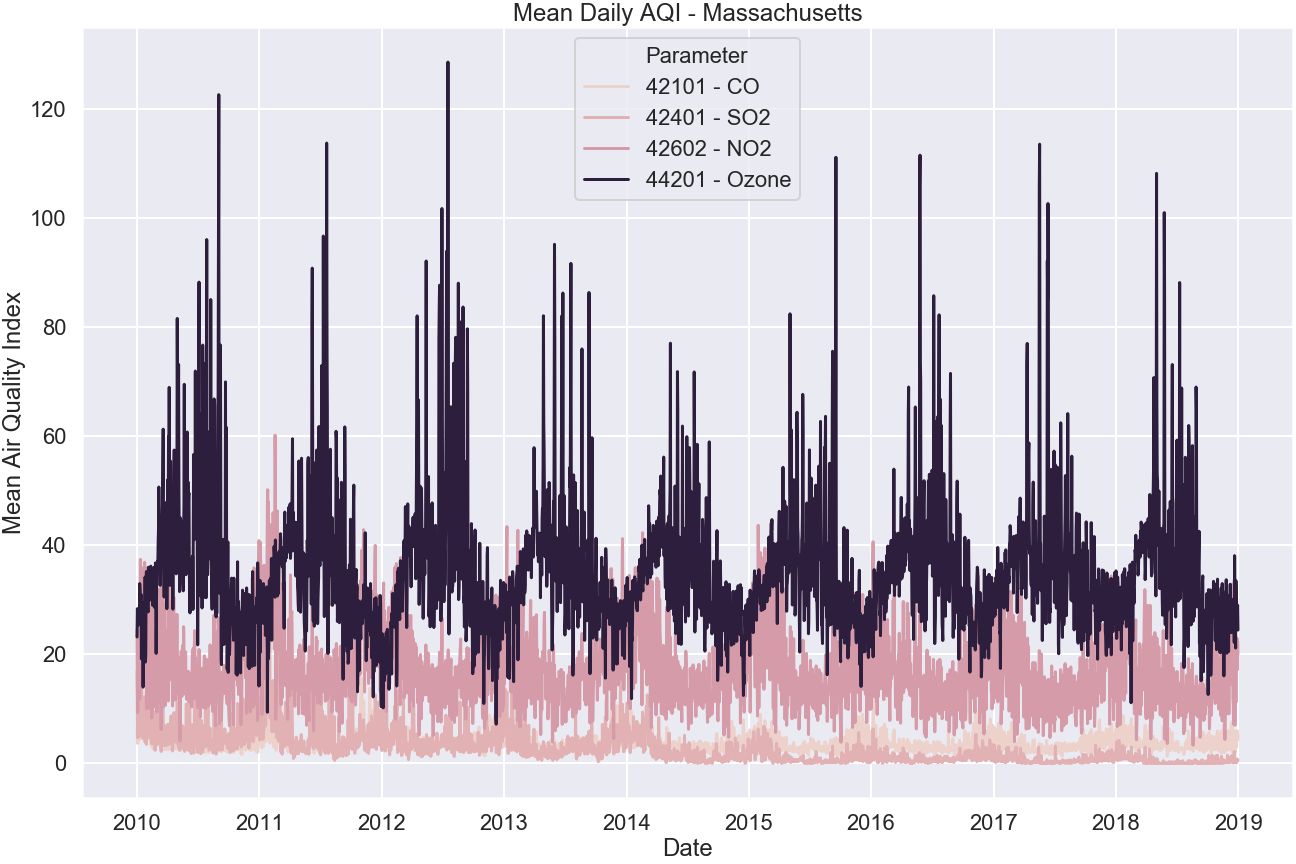 Mean Daily AQI - Massachusetts
Parameter
42101 - CO
42401 - SO2
42602 - NO2
44201 - Ozone
Mean Air Quality Index
120
100
80
60
40
20
0
2010 2011 2012 2013 2014 2015 2016 2017 2018 2019
Date